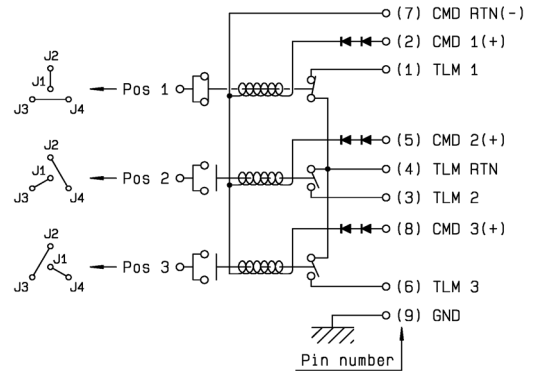 (7) CMD RTN(-)
(2) CMD 1(+)
(1) TLM 1
J2
J1
J3 J4
Pos 1
(5) CMD 2(+)
(4) TLM RTN
(3) TLM 2
J2
J1
J3 J4
Pos 2
(8) CMD 3(+)
J2
J1
J3 J4
Pos 3
(6) TLM 3
(9) GND
Pin number